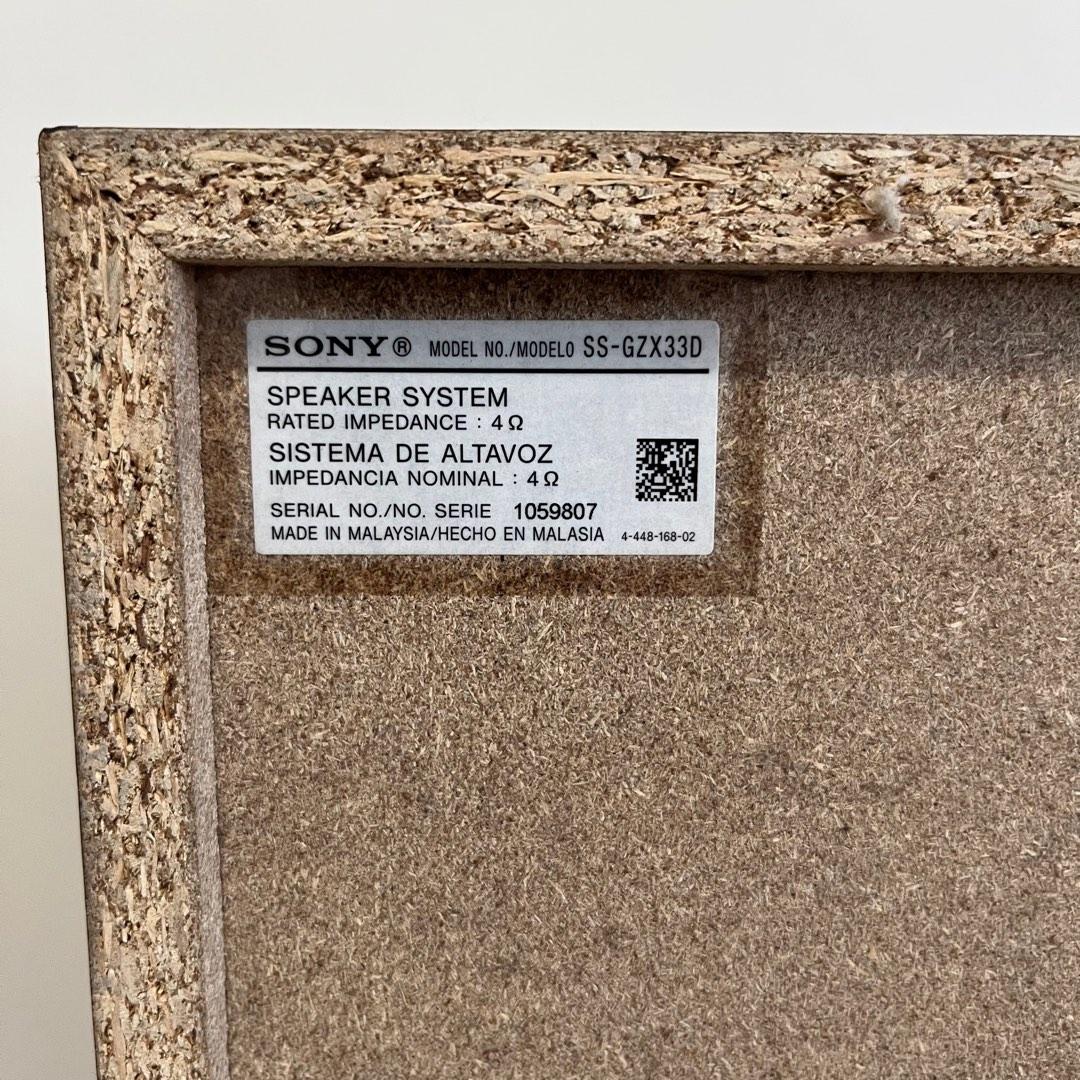 SONY® MODEL NO./MODELO SS-GZX33D
SPEAKER SYSTEM
RATED IMPEDANCE : 4Ω
SISTEMA DE ALTAVOZ
IMPEDANCIA NOMINAL : 4Ω
SERIAL NO./NO. SERIE 1059807
MADE IN MALAYSIA/HECHO EN MALASIA 4-448-168-02